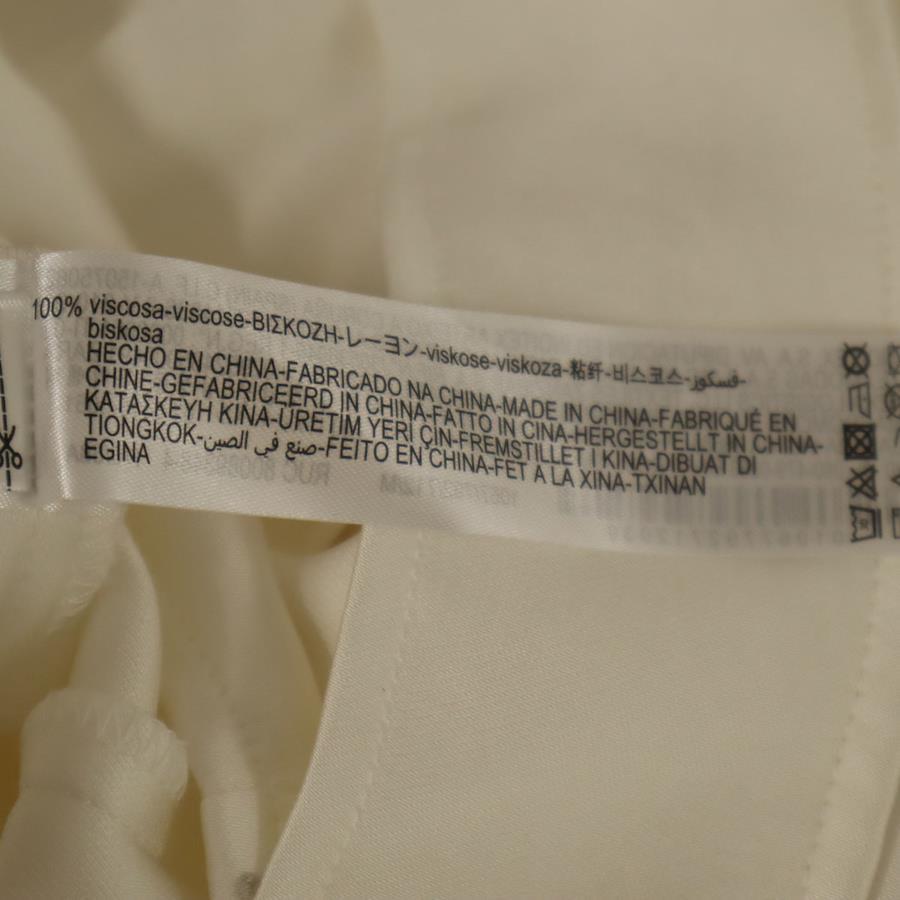 100% viscosa-viscose-ΒΙΣΚΟΖΗ-レーヨン-viskose-viskoza-粘纤-비스코스-فسكوز-
biskosa
HECHO EN CHINA-FABRICADO NA CHINA-MADE IN CHINA-FABRIQUÉ EN
CHINE-GEFABRICEERD IN CHINA-FATTO IN CINA-HERGESTELLT IN CHINA-
ΚΑΤΑΣΚΕΥΗ ΚΙΝΑ-ÜRETIM YERİ ÇIN-FREMSTILLET I KINA-DIBUAT DI
TIONGKOK-صنع في الصين-FEITO EN CHINA-FET A LA XINA-TXINAN
EGINA